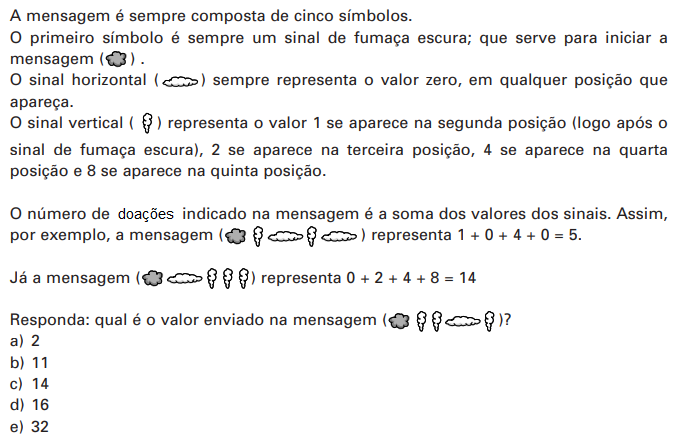 A mensagem é sempre composta de cinco símbolos.
O primeiro símbolo é sempre um sinal de fumaça escura; que serve para iniciar a
mensagem ( ) .
O sinal horizontal ( ) sempre representa o valor zero, em qualquer posição que
apareça.
O sinal vertical ( ) representa o valor 1 se aparece na segunda posição (logo após o
sinal de fumaça escura), 2 se aparece na terceira posição, 4 se aparece na quarta
posição e 8 se aparece na quinta posição.
O número de doações indicado na mensagem é a soma dos valores dos sinais. Assim,
por exemplo, a mensagem ( ) representa 1 + 0 + 4 + 0 = 5.
Já a mensagem ( ) representa 0 + 2 + 4 + 8 = 14
Responda: qual é o valor enviado na mensagem ( )?
a) 2
b) 11
c) 14
d) 16
e) 32